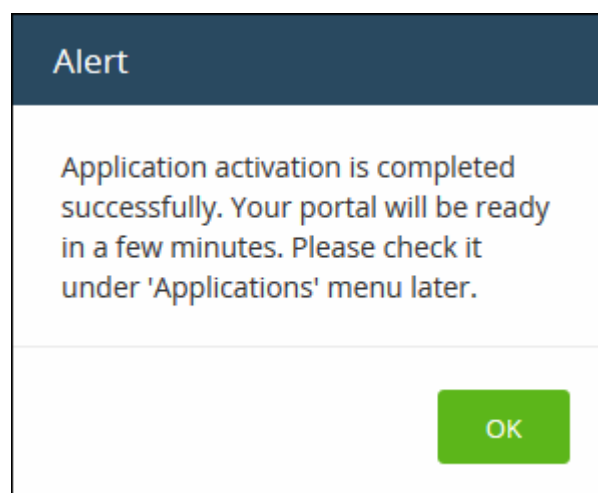 Alert
Application activation is completed
successfully. Your portal will be ready
in a few minutes. Please check it
under 'Applications' menu later.
OK